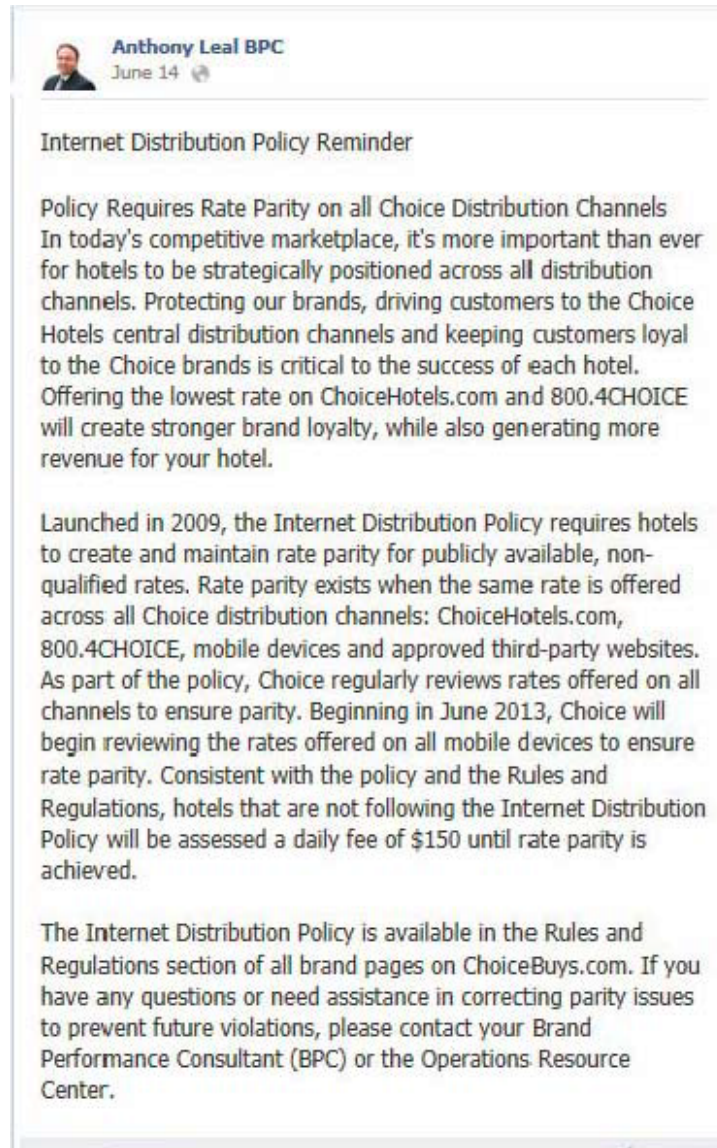 Anthony Leal BPC
June 14
Internet Distribution Policy Reminder
Policy Requires Rate Parity on all Choice Distribution Channels
In today's competitive marketplace, it's more important than ever
for hotels to be strategically positioned across all distribution
channels. Protecting our brands, driving customers to the Choice
Hotels central distribution channels and keeping customers loyal
to the Choice brands is critical to the success of each hotel.
Offering the lowest rate on ChoiceHotels.com and 800.4CHOICE
will create stronger brand loyalty, while also generating more
revenue for your hotel.
Launched in 2009, the Internet Distribution Policy requires hotels
to create and maintain rate parity for publicly available, non-
qualified rates. Rate parity exists when the same rate is offered
across all Choice distribution channels: ChoiceHotels.com,
800.4CHOICE, mobile devices and approved third-party websites.
As part of the policy, Choice regularly reviews rates offered on all
channels to ensure parity. Beginning in June 2013, Choice will
begin reviewing the rates offered on all mobile devices to ensure
rate parity. Consistent with the policy and the Rules and
Regulations, hotels that are not following the Internet Distribution
Policy will be assessed a daily fee of $150 until rate parity is
achieved.
The Internet Distribution Policy is available in the Rules and
Regulations section of all brand pages on ChoiceBuys.com. If you
have any questions or need assistance in correcting parity issues
to prevent future violations, please contact your Brand
Performance Consultant (BPC) or the Operations Resource
Center.